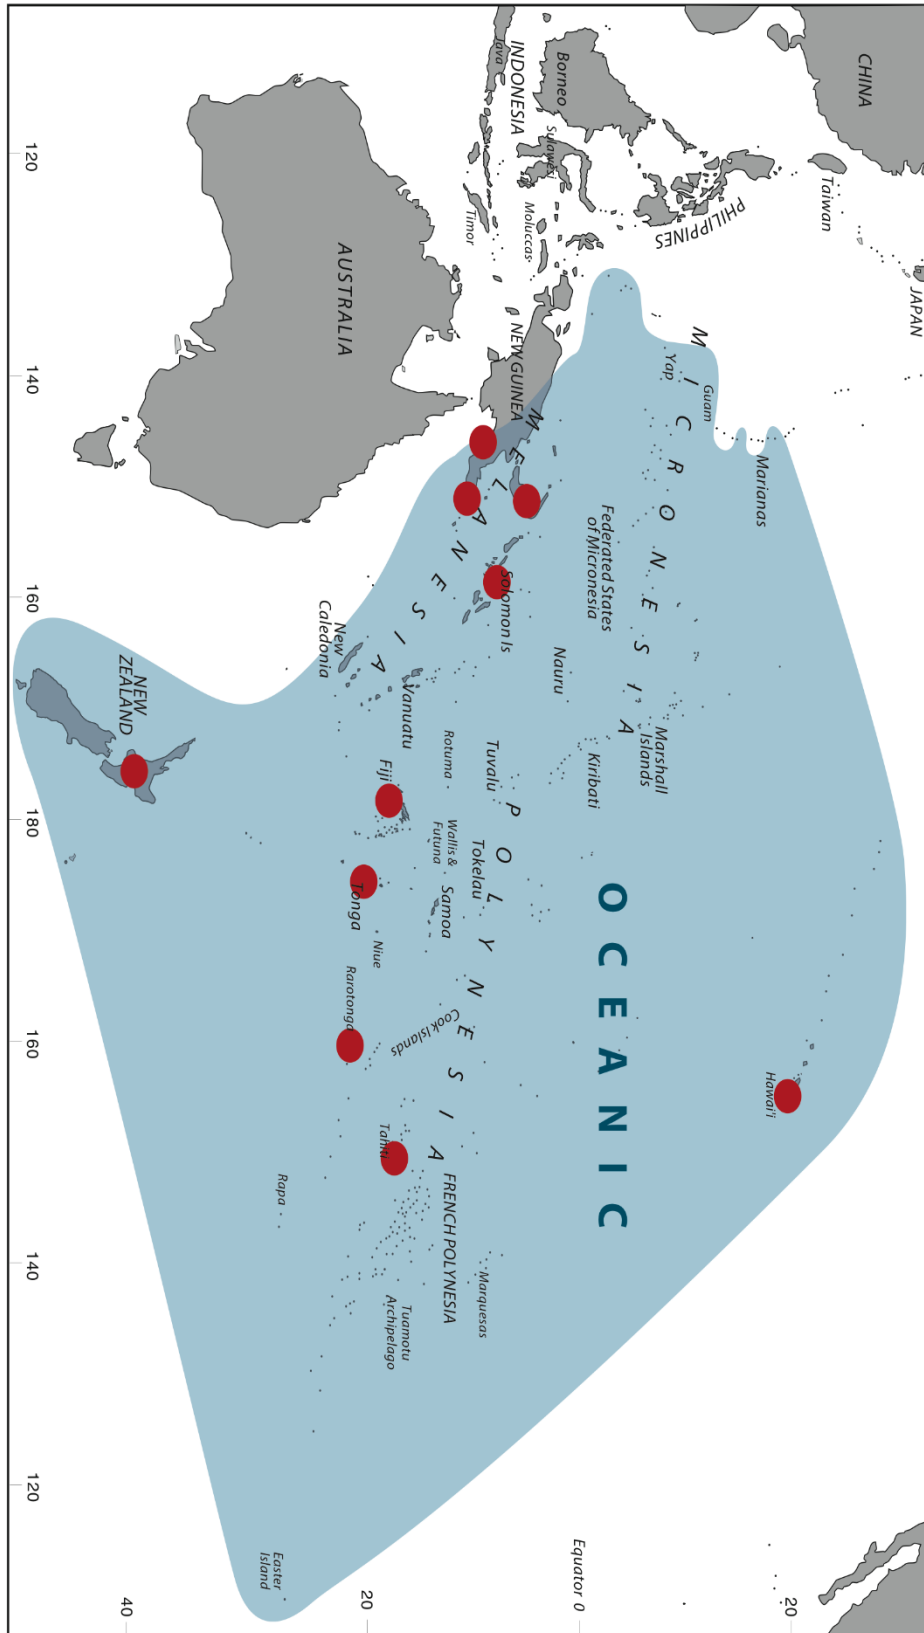 CHINA
JAPAN
Taiwan
PHILIPPINES
Borneo
INDONESIA
Java
Sulawesi
Moluccas
Timor
AUSTRALIA
NEW GUINEA
MICRONESIA
Yap
Guam
Marianas
Federated States
of Micronesia
MELANESIA
Solomon Is
Nauru
Marshall
Islands
Kiribati
New
Caledonia
Vanuatu
NEW
ZEALAND
Fiji
Rotuma
Tuvalu
POLYNESIA
Wallis &
Futuna
Tokelau
Samoa
Tonga
Niue
OCEANIC
Rarotonga
Cook Islands
Hawai'i
Tahiti
FRENCH POLYNESIA
Rapa
Marquesas
Tuamotu
Archipelago
Easter
Island
Equator 0
20
20
40
120
140
160
180
160
140
120